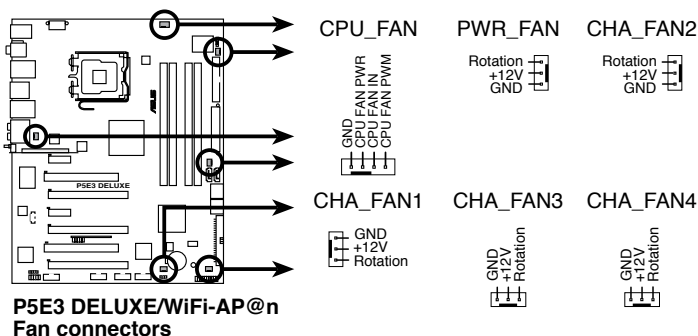 CPU_FAN
GND
CPU FAN PWR
CPU FAN IN
CPU FAN PWM
PWR_FAN
Rotation
+12V
GND
CHA_FAN2
Rotation
+12V
GND
ASUS
P5E3 DELUXE
CHA_FAN1
GND
+12V
Rotation
CHA_FAN3
GND
+12V
Rotation
CHA_FAN4
GND
+12V
Rotation
P5E3 DELUXE/WiFi-AP@n
Fan connectors